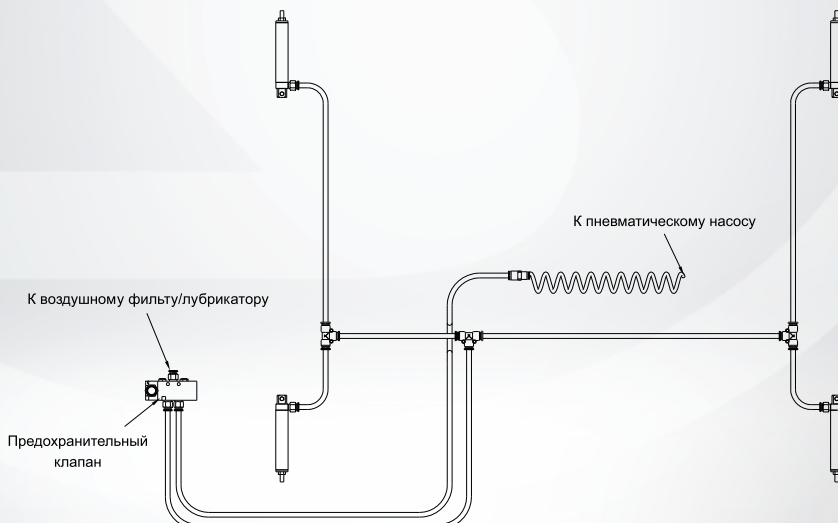 К пневматическому насосу
К воздушному фильту/лубрикатору
Предохранительный
клапан